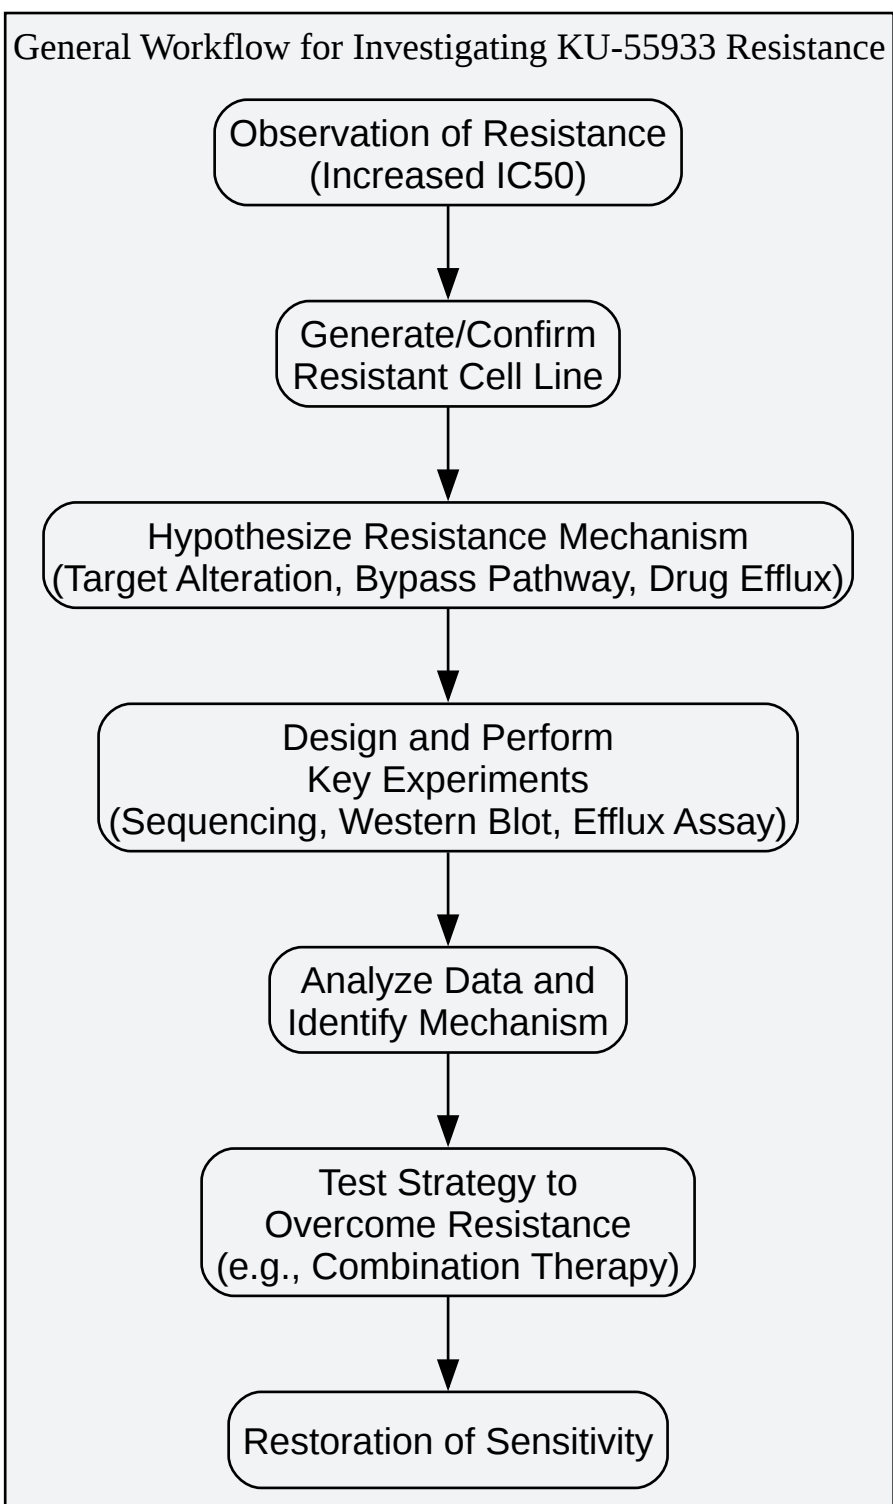 General Workflow for Investigating KU-55933 Resistance
Observation of Resistance
(Increased IC50)
Generate/Confirm
Resistant Cell Line
Hypothesize Resistance Mechanism
(Target Alteration, Bypass Pathway, Drug Efflux)
Design and Perform
Key Experiments
(Sequencing, Western Blot, Efflux Assay)
Analyze Data and
Identify Mechanism
Test Strategy to
Overcome Resistance
(e.g., Combination Therapy)
Restoration of Sensitivity